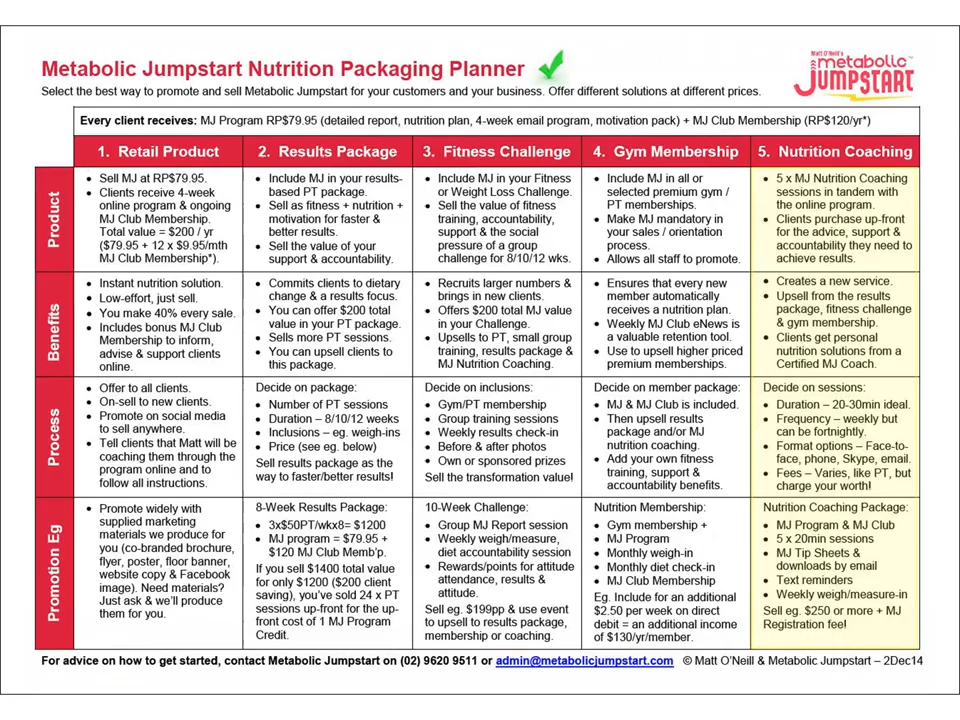 Metabolic Jumpstart Nutrition Packaging Planner
Matt O'Neill's
metabolic™
JUMPSTART
Select the best way to promote and sell Metabolic Jumpstart for your customers and your business. Offer different solutions at different prices.
Every client receives: MJ Program RP$79.95 (detailed report, nutrition plan, 4-week email program, motivation pack) + MJ Club Membership (RP$120/yr*)
1. Retail Product
2. Results Package
3. Fitness Challenge
4. Gym Membership
5. Nutrition Coaching
Product
• Sell MJ at RP$79.95.
• Clients receive 4-week
online program & ongoing
MJ Club Membership.
Total value = $200 / yr
($79.95 + 12 x $9.95/mth
MJ Club Membership*).
• Include MJ in your results-
based PT package.
• Sell as fitness + nutrition +
motivation for faster &
better results.
• Sell the value of your
support & accountability.
• Include MJ in your Fitness
or Weight Loss Challenge.
• Sell the value of fitness
training, accountability,
support & the social
pressure of a group
challenge for 8/10/12 wks.
• Include MJ in all or
selected premium gym /
PT memberships.
• Make MJ mandatory in
your sales / orientation
process.
• Allows all staff to promote.
• 5 x MJ Nutrition Coaching
sessions in tandem with
the online program.
• Clients purchase up-front
for the advice, support &
accountability they need to
achieve results.
Benefits
• Instant nutrition solution.
• Low-effort, just sell.
• You make 40% every sale.
• Includes bonus MJ Club
Membership to inform,
advise & support clients
online.
• Commits clients to dietary
change & a results focus.
• You can offer $200 total
value in your PT package.
• Sells more PT sessions.
• You can upsell clients to
this package.
• Recruits larger numbers &
brings in new clients.
• Offers $200 total MJ value
in your Challenge.
• Upsells to PT, small group
training, results package &
MJ Nutrition Coaching.
• Ensures that every new
member automatically
receives a nutrition plan.
• Weekly MJ Club eNews is
a valuable retention tool.
• Use to upsell higher priced
premium memberships.
• Creates a new service.
• Upsell from the results
package, fitness challenge
& gym membership.
• Clients get personal
nutrition solutions from a
Certified MJ Coach.
Process
• Offer to all clients.
• On-sell to new clients.
• Promote on social media
to sell anywhere.
• Tell clients that Matt will be
coaching them through the
program online and to
follow all instructions.
Decide on package:
• Number of PT sessions
• Duration – 8/10/12 weeks
• Inclusions – eg. weigh-ins
• Price (see eg. below)
Sell results package as the
way to faster/better results!
Decide on inclusions:
• Gym/PT membership
• Group training sessions
• Weekly results check-in
• Before & after photos
• Own or sponsored prizes
Sell the transformation value!
Decide on member package:
• MJ & MJ Club is included.
• Then upsell results
package and/or MJ
nutrition coaching.
• Add your own fitness
training, support &
accountability benefits.
Decide on sessions:
• Duration – 20-30min ideal.
• Frequency – weekly but
can be fortnightly.
• Format options – Face-to-
face, phone, Skype, email.
• Fees – Varies, like PT, but
charge your worth!
Promotion Eg
• Promote widely with
supplied marketing
materials we produce for
you (co-branded brochure,
flyer, poster, floor banner,
website copy & Facebook
image). Need materials?
Just ask & we'll produce
them for you.
8-Week Results Package:
• 3x$50PT/wkx8= $1200
• MJ program = $79.95 +
$120 MJ Club Memb'p.
If you sell $1400 total value
for only $1200 ($200 client
saving), you've sold 24 x PT
sessions up-front for the up-
front cost of 1 MJ Program
Credit.
10-Week Challenge:
• Group MJ Report session
• Weekly weigh/measure,
diet accountability session
• Rewards/points for attitude
attendance, results &
attitude.
Sell eg. $199pp & use event
to upsell to results package,
membership or coaching.
Nutrition Membership:
• Gym membership +
• MJ Program
• Monthly weigh-in
• Monthly diet check-in
• MJ Club Membership
Eg. Include for an additional
$2.50 per week on direct
debit = an additional income
of $130/yr/member.
Nutrition Coaching Package:
• MJ Program & MJ Club
• 5 x 20min sessions
• MJ Tip Sheets &
downloads by email
• Text reminders
• Weekly weigh/measure-in
Sell eg. $250 or more + MJ
Registration fee!
For advice on how to get started, contact Metabolic Jumpstart on (02) 9620 9511 or admin@metabolicjumpstart.com © Matt O'Neill & Metabolic Jumpstart – 2Dec14